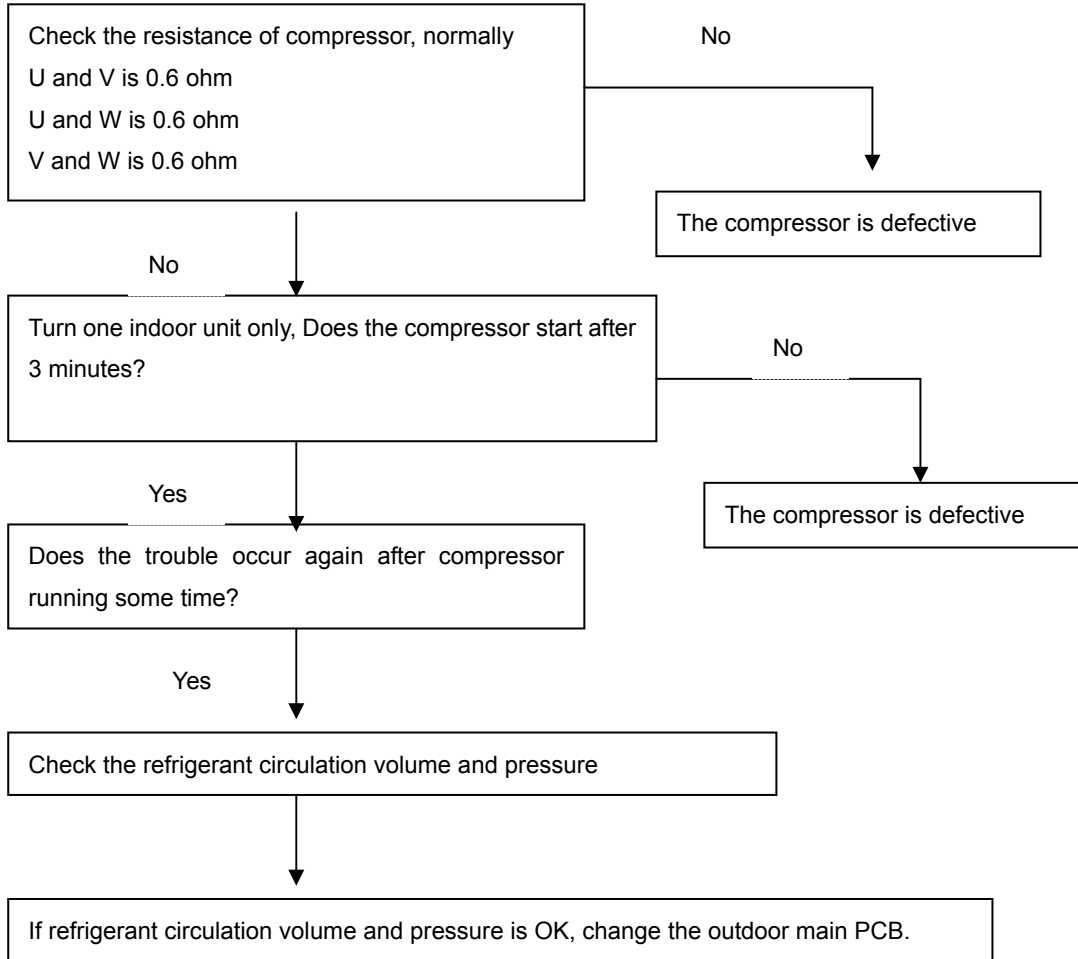 Check the resistance of compressor, normally
No
U and V is 0.6 ohm
U and W is 0.6 ohm
V and W is 0.6 ohm
The compressor is defective
No
Turn one indoor unit only, Does the compressor start after
3 minutes?
No
Yes
The compressor is defective
Does the trouble occur again after compressor
running some time?
Yes
Check the refrigerant circulation volume and pressure
If refrigerant circulation volume and pressure is OK, change the outdoor main PCB.